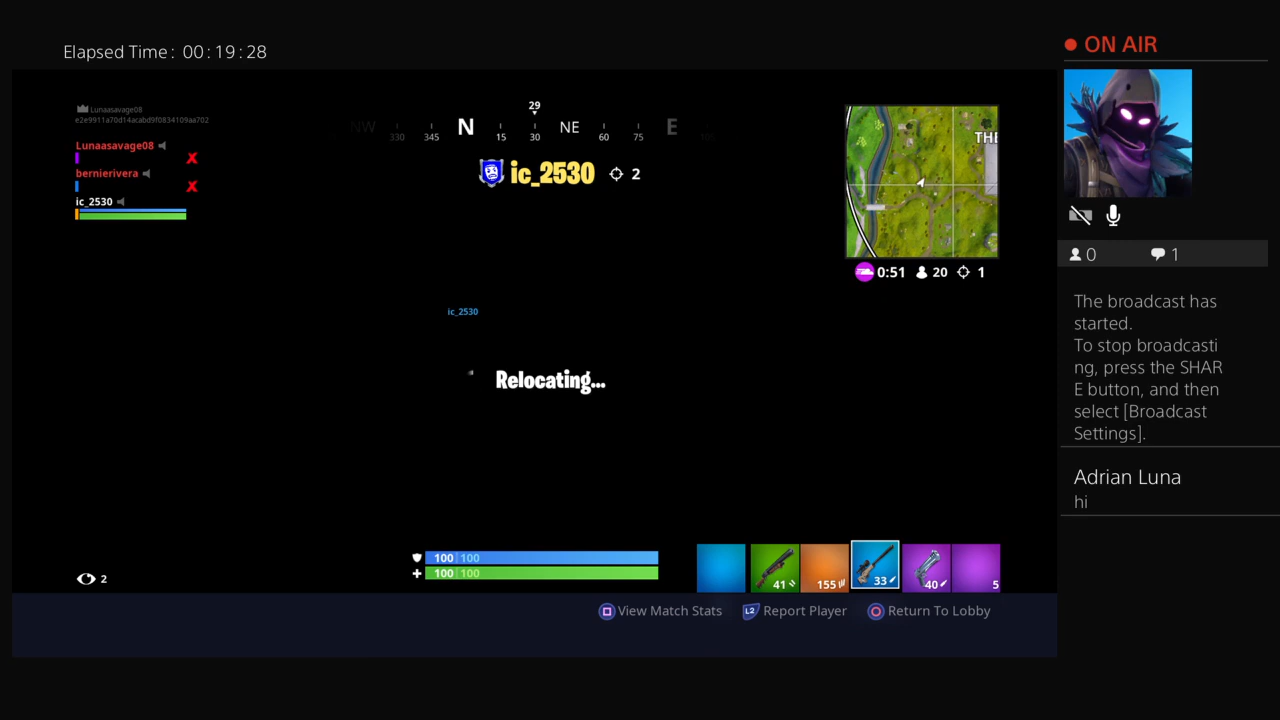 Elapsed Time: 00:19:28
ON AIR
Lunaasavage08
e2e9911a70d14acabd9f0834109aa702
Lunaasavage08
X
bernierivera
X
ic_2530
29
NW 330 345 N 15 30 NE 60 75 E
ic_2530 2
THE
0:51 20 1
0 1
The broadcast has
started.
To stop broadcasti
ng, press the SHAR
E button, and then
select [Broadcast
Settings].
Adrian Luna
hi
ic_2530
Relocating...
100|100
100|100
41 155 33 40 5
2
View Match Stats L2 Report Player Return To Lobby